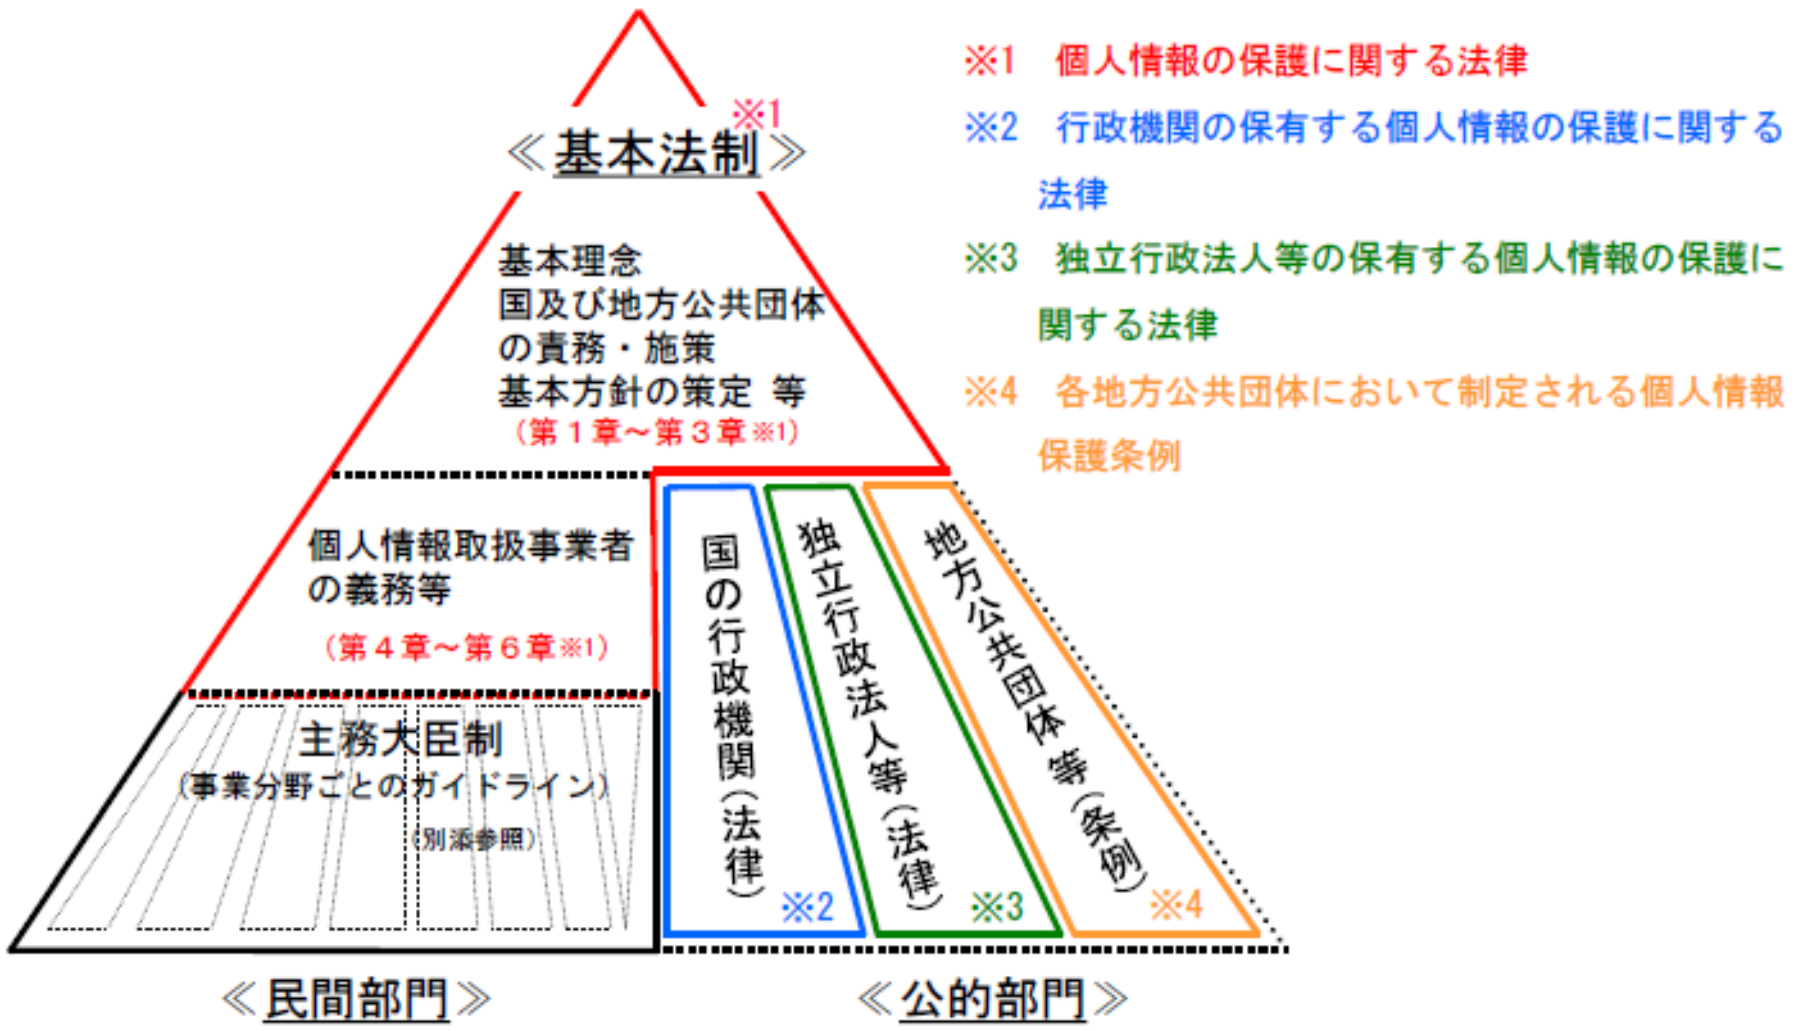 ※1
≪基本法制≫
基本理念
国及び地方公共団体
の責務・施策
基本方針の策定 等
（第１章～第３章※1）
個人情報取扱事業者
の義務等
（第４章～第６章※1）
主務大臣制
（事業分野ごとのガイドライン）
（別添参照）
国の行政機関（法律）
※2
独立行政法人等（法律）
※3
地方公共団体 等（条例）
※4
≪民間部門≫
≪公的部門≫
※1　個人情報の保護に関する法律
※2　行政機関の保有する個人情報の保護に関する
法律
※3　独立行政法人等の保有する個人情報の保護に
関する法律
※4　各地方公共団体において制定される個人情報
保護条例